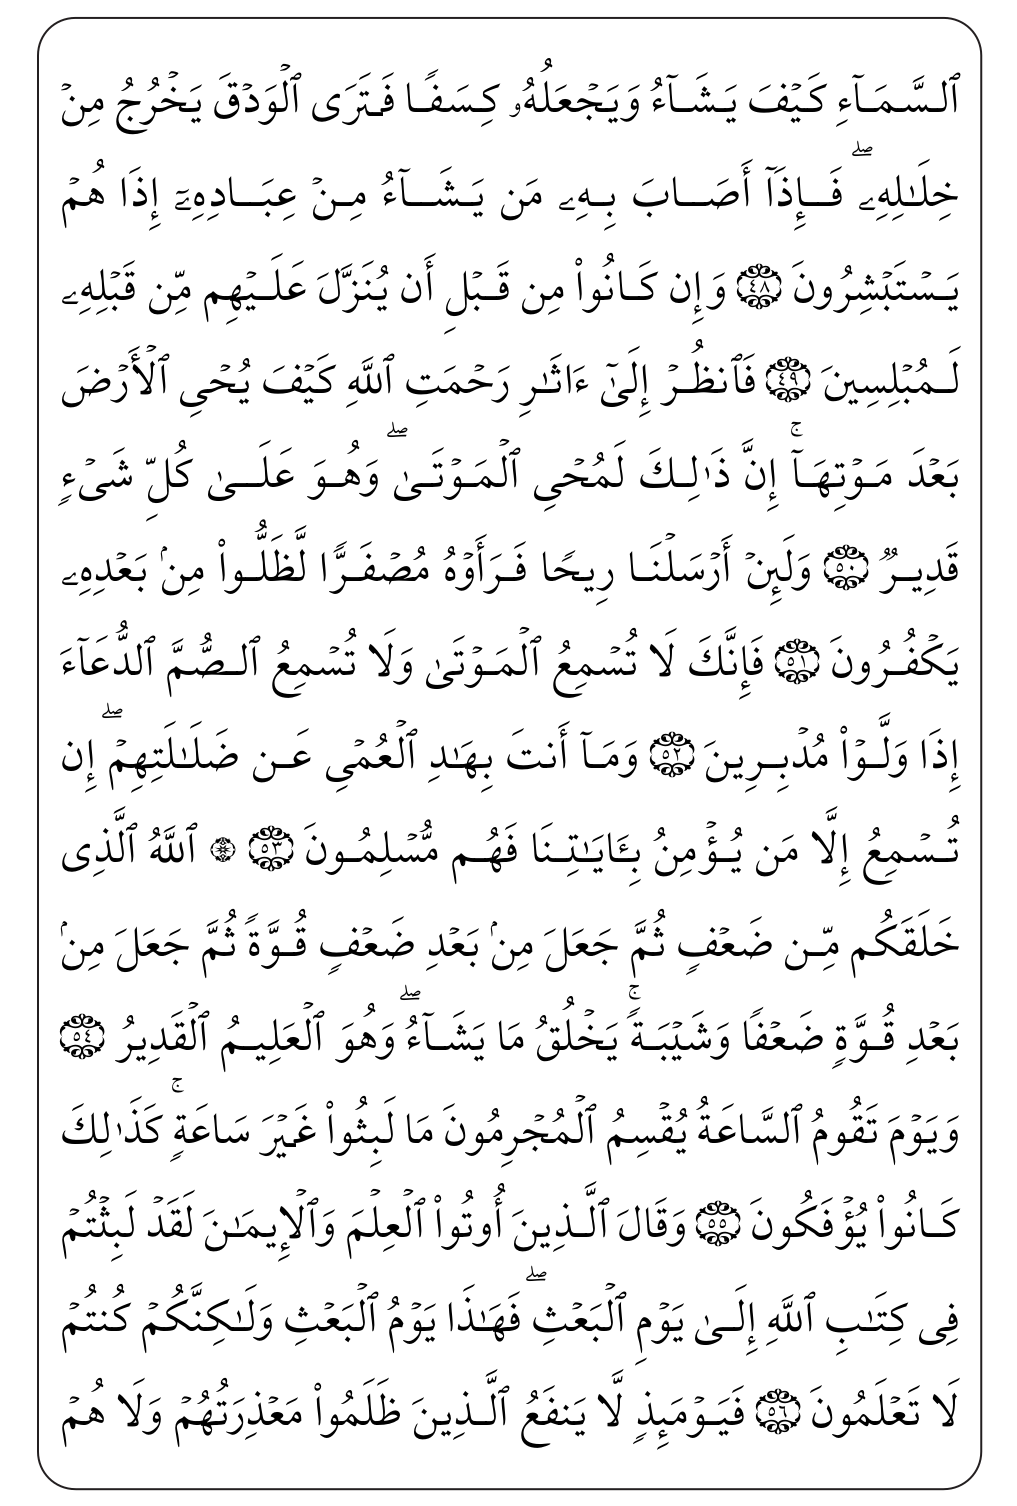 ٱلسَّمَآءِ كَيْفَ يَشَآءُ وَيَجْعَلُهُۥ كِسَفًا فَتَرَى ٱلْوَدْقَ يَخْرُجُ مِنْ
خِلَٰلِهِۦۖ فَإِذَآ أَصَابَ بِهِۦ مَن يَشَآءُ مِنْ عِبَادِهِۦٓ إِذَا هُمْ
يَسْتَبْشِرُونَ ٤٨ وَإِن كَانُوا۟ مِن قَبْلِ أَن يُنَزَّلَ عَلَيْهِم مِّن قَبْلِهِۦ
لَمُبْلِسِينَ ٤٩ فَٱنظُرْ إِلَىٰٓ ءَاثَٰرِ رَحْمَتِ ٱللَّهِ كَيْفَ يُحْىِ ٱلْأَرْضَ
بَعْدَ مَوْتِهَآۚ إِنَّ ذَٰلِكَ لَمُحْىِ ٱلْمَوْتَىٰۖ وَهُوَ عَلَىٰ كُلِّ شَىْءٍ
قَدِيرٌ ٥٠ وَلَئِنْ أَرْسَلْنَا رِيحًا فَرَأَوْهُ مُصْفَرًّا لَّظَلُّوا۟ مِنۢ بَعْدِهِۦ
يَكْفُرُونَ ٥١ فَإِنَّكَ لَا تُسْمِعُ ٱلْمَوْتَىٰ وَلَا تُسْمِعُ ٱلصُّمَّ ٱلدُّعَآءَ
إِذَا وَلَّوْا۟ مُدْبِرِينَ ٥٢ وَمَآ أَنتَ بِهَٰدِ ٱلْعُمْىِ عَن ضَلَٰلَتِهِمْۖ إِن
تُسْمِعُ إِلَّا مَن يُؤْمِنُ بِـَٔايَٰتِنَا فَهُم مُّسْلِمُونَ ٥٣ ۞ ٱللَّهُ ٱلَّذِى
خَلَقَكُم مِّن ضَعْفٍ ثُمَّ جَعَلَ مِنۢ بَعْدِ ضَعْفٍ قُوَّةً ثُمَّ جَعَلَ مِنۢ
بَعْدِ قُوَّةٍ ضَعْفًا وَشَيْبَةًۚ يَخْلُقُ مَا يَشَآءُۖ وَهُوَ ٱلْعَلِيمُ ٱلْقَدِيرُ ٥٤
وَيَوْمَ تَقُومُ ٱلسَّاعَةُ يُقْسِمُ ٱلْمُجْرِمُونَ مَا لَبِثُوا۟ غَيْرَ سَاعَةٍۚ كَذَٰلِكَ
كَانُوا۟ يُؤْفَكُونَ ٥٥ وَقَالَ ٱلَّذِينَ أُوتُوا۟ ٱلْعِلْمَ وَٱلْإِيمَٰنَ لَقَدْ لَبِثْتُمْ
فِى كِتَٰبِ ٱللَّهِ إِلَىٰ يَوْمِ ٱلْبَعْثِۖ فَهَٰذَا يَوْمُ ٱلْبَعْثِ وَلَٰكِنَّكُمْ كُنتُمْ
لَا تَعْلَمُونَ ٥٦ فَيَوْمَئِذٍ لَّا يَنفَعُ ٱلَّذِينَ ظَلَمُوا۟ مَعْذِرَتُهُمْ وَلَا هُمْ